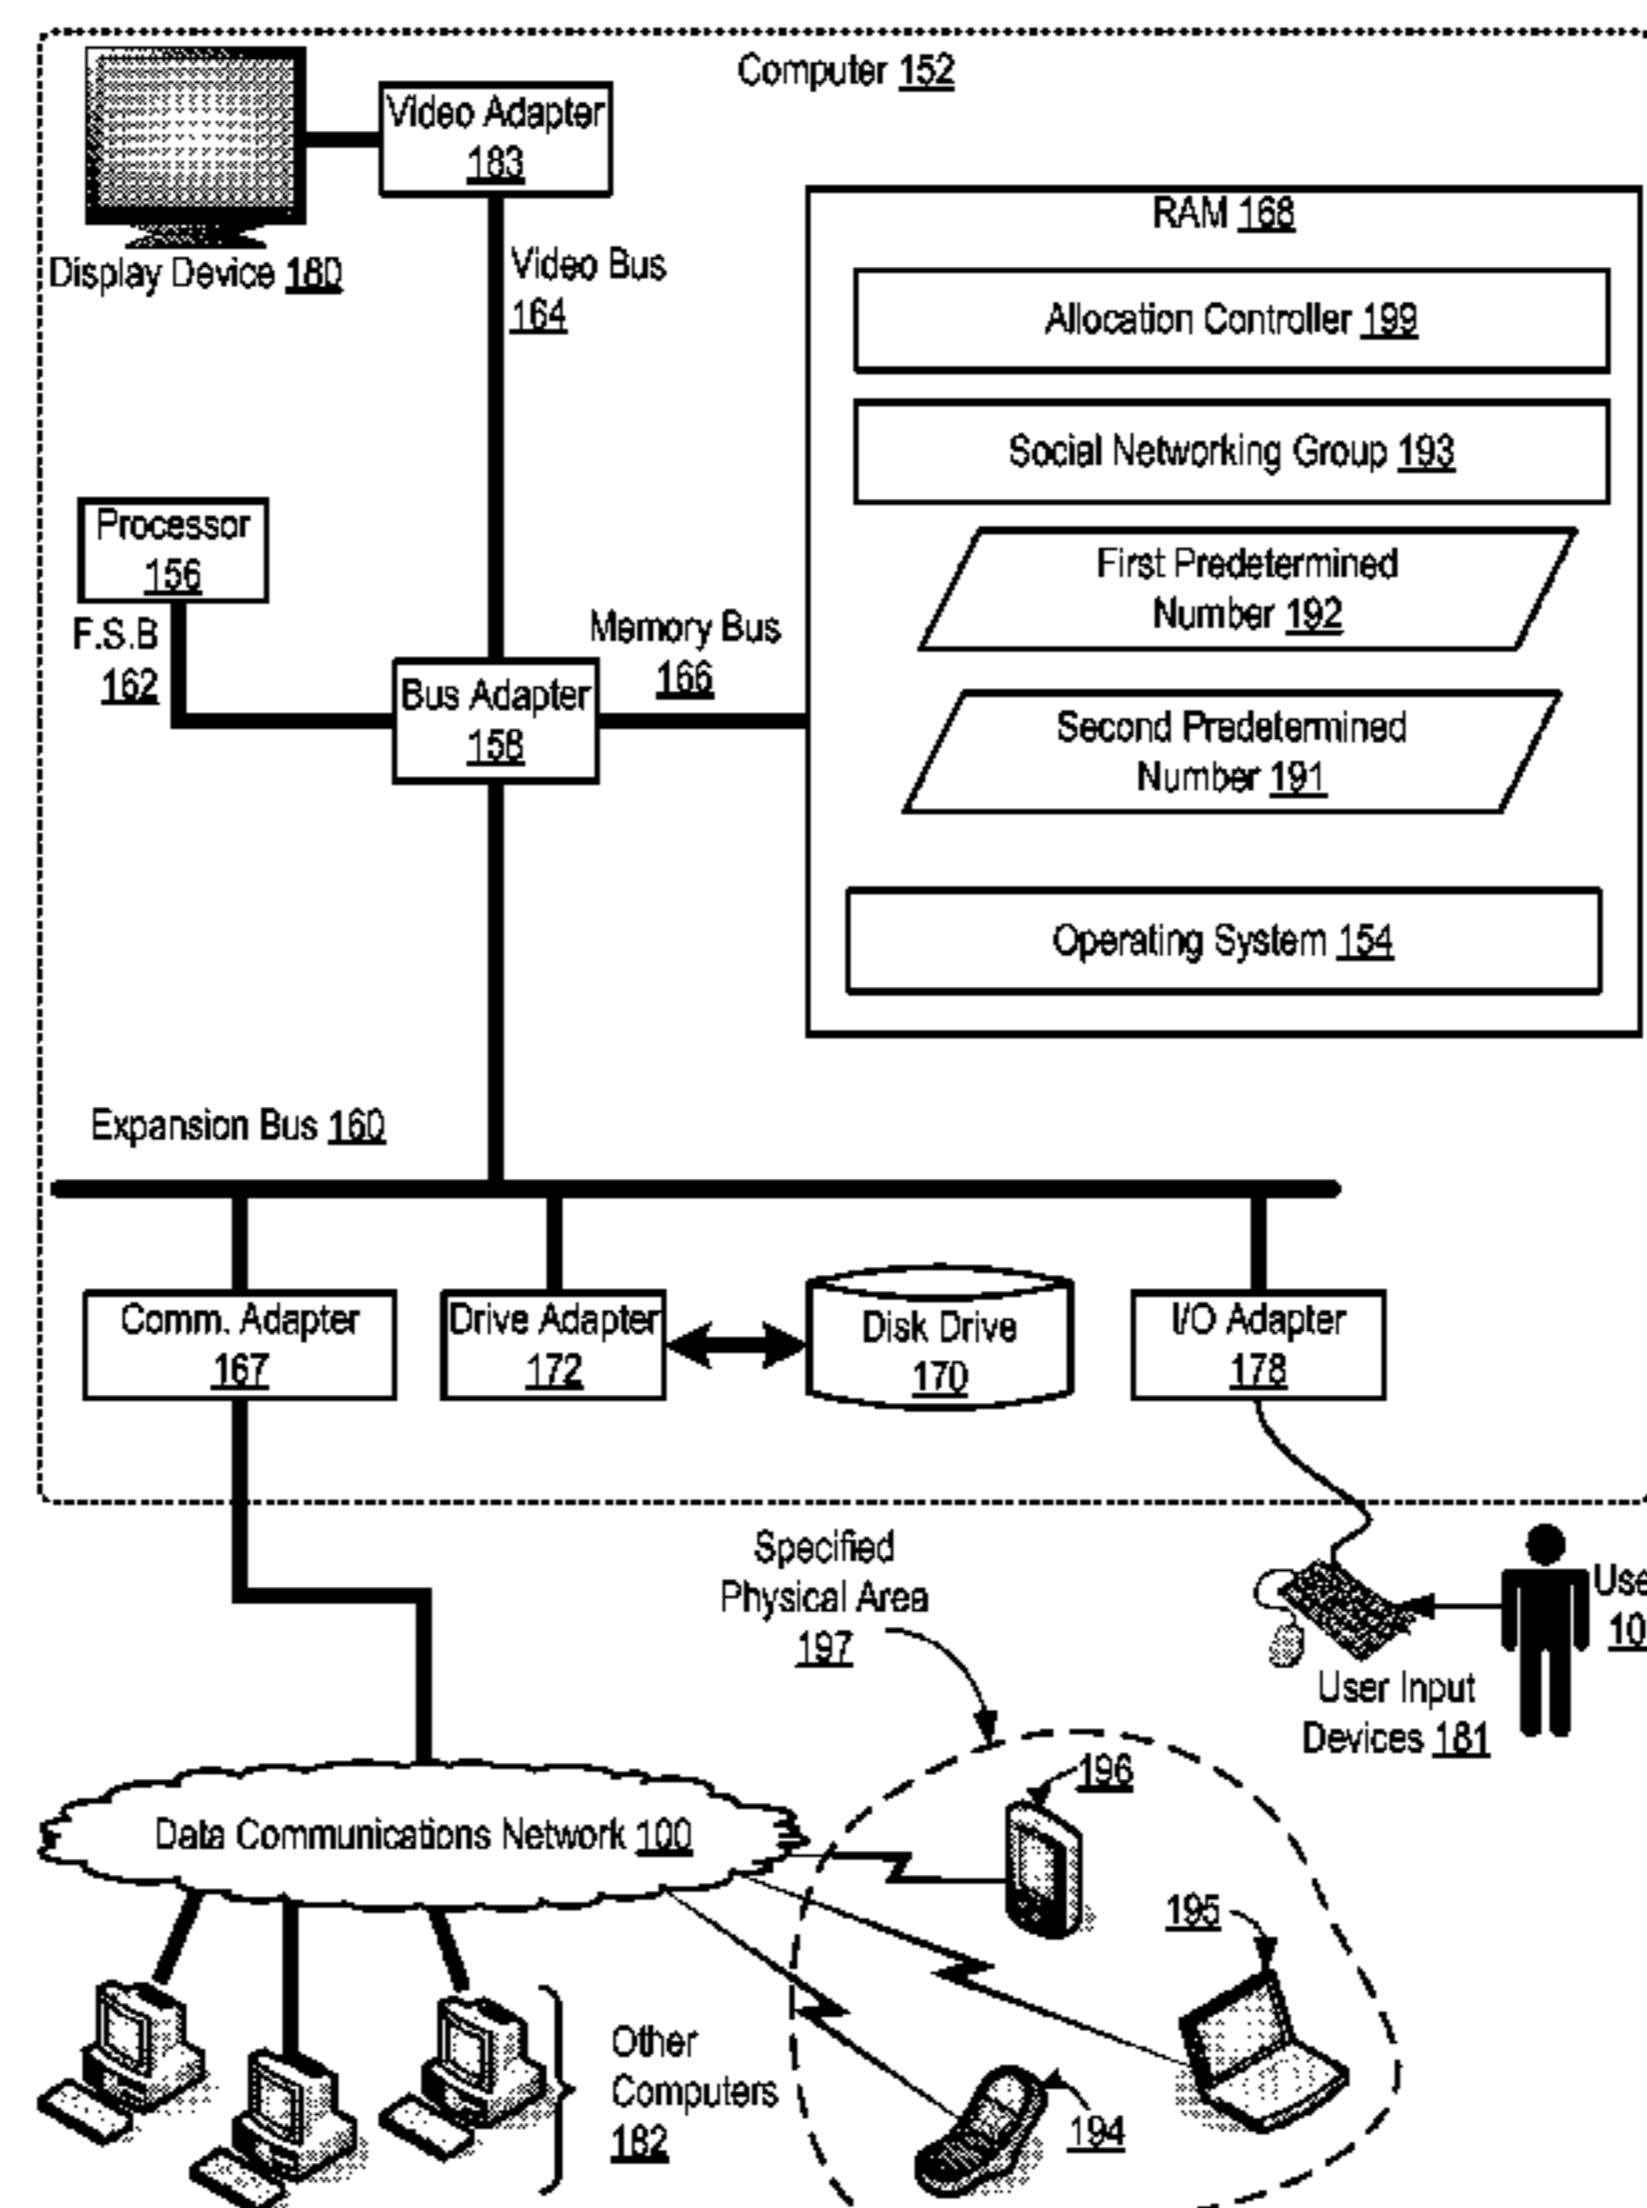 Computer 152
Video Adapter
183
Display Device 180
Video Bus
164
RAM 168
Allocation Controller 199
Social Networking Group 193
First Predetermined
Number 192
Second Predetermined
Number 191
Operating System 154
Processor
156
F.S.B
162
Memory Bus
166
Bus Adapter
158
Expansion Bus 160
Comm. Adapter
167
Drive Adapter
172
Disk Drive
170
I/O Adapter
178
Specified
Physical Area
197
Use
10
User Input
Devices 181
196
Data Communications Network 100
195
Other
Computers
182
194